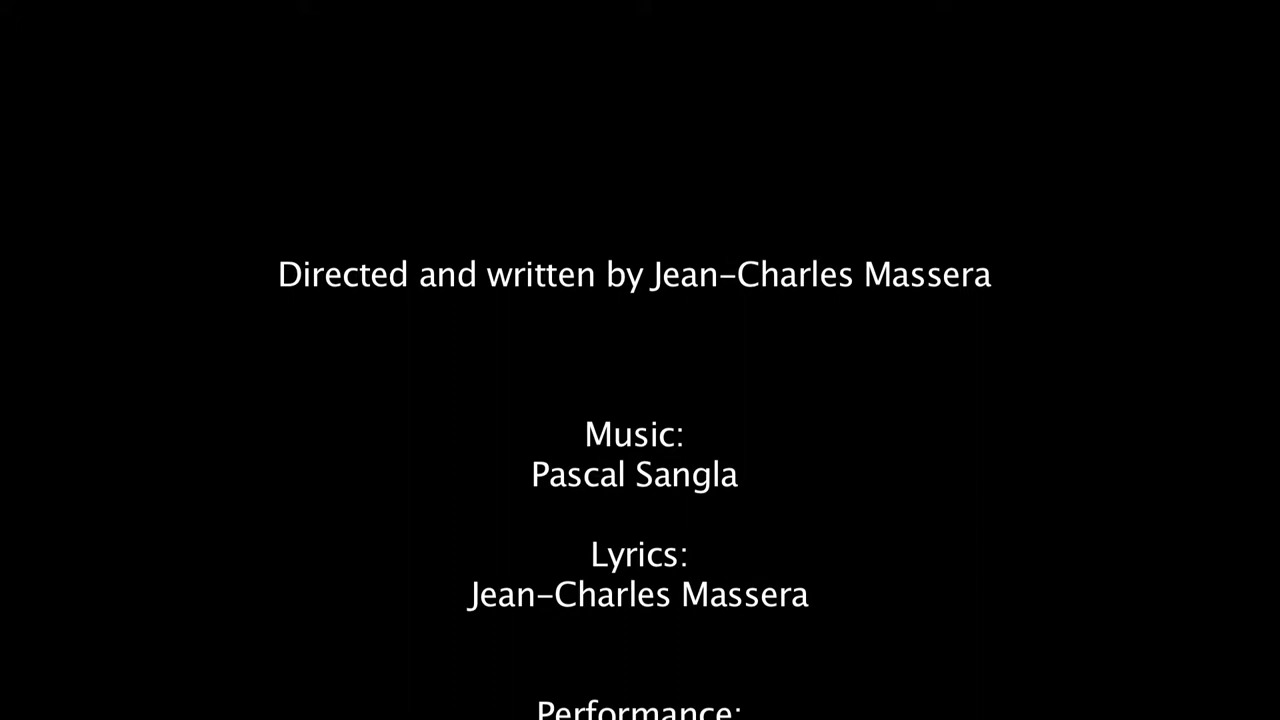 Directed and written by Jean-Charles Massera
Music:
Pascal Sangla
Lyrics:
Jean-Charles Massera
Performance: